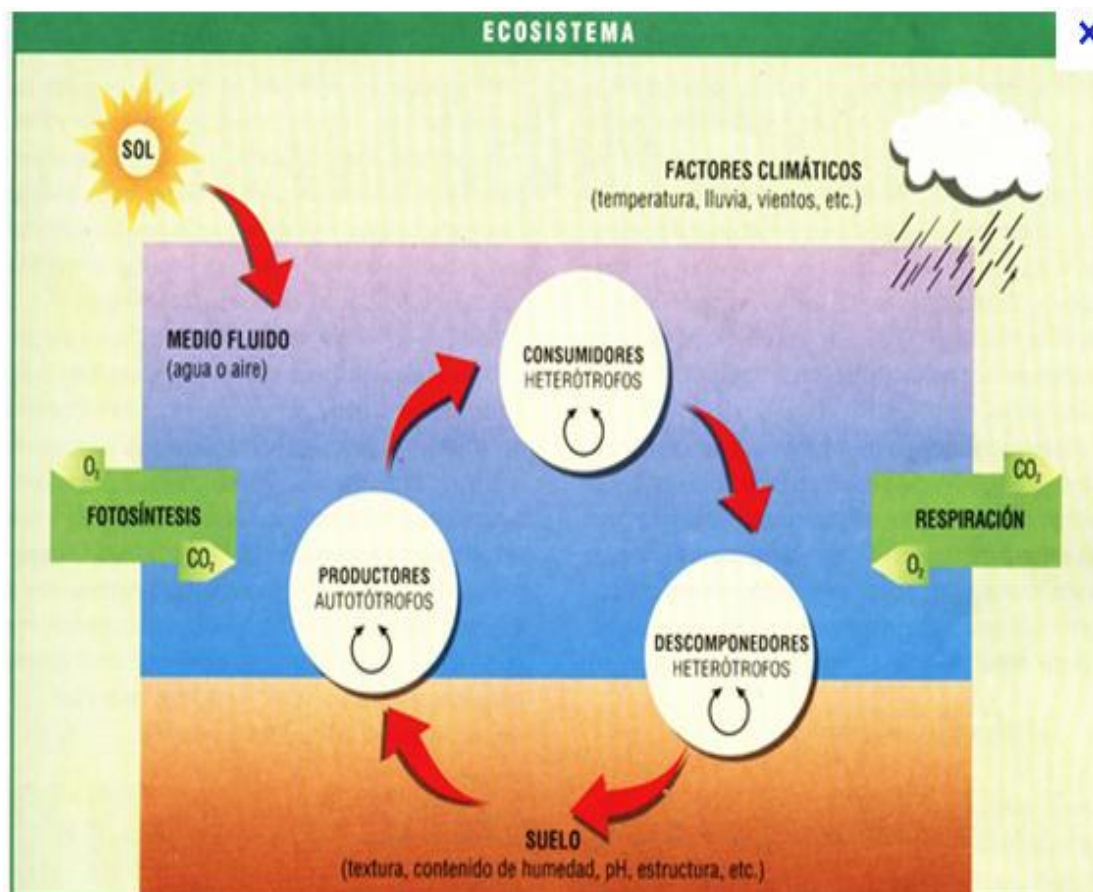 ECOSISTEMA
SOL
FACTORES CLIMÁTICOS
(temperatura, lluvia, vientos, etc.)
MEDIO FLUIDO
(agua o aire)
CONSUMIDORES
HETERÓTROFOS
O₂
FOTOSÍNTESIS
CO₂
CO₂
RESPIRACIÓN
O₂
PRODUCTORES
AUTOTÓTROFOS
DESCOMPONEDORES
HETERÓTROFOS
SUELO
(textura, contenido de humedad, pH, estructura, etc.)